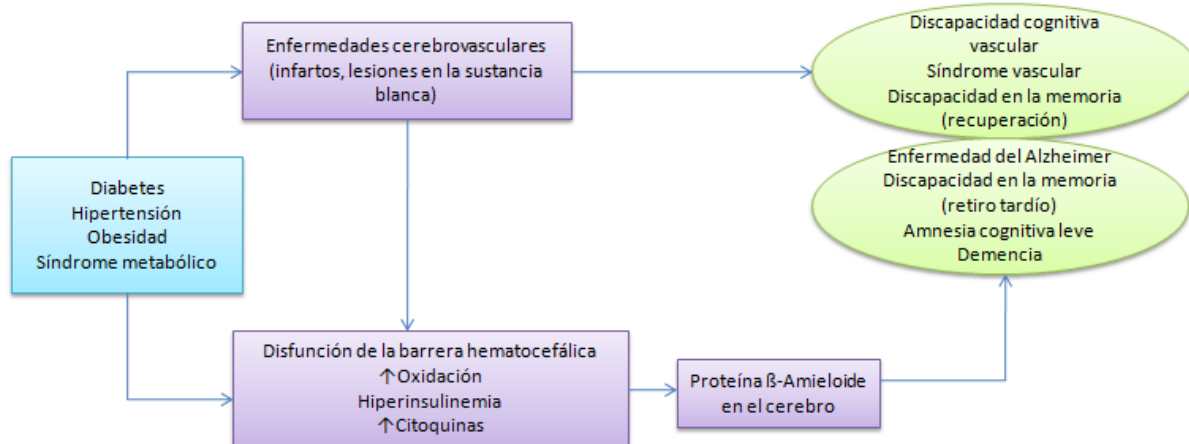 Enfermedades cerebrovasculares
(infartos, lesiones en la sustancia
blanca)
Discapacidad cognitiva
vascular
Síndrome vascular
Discapacidad en la memoria
(recuperación)
Diabetes
Hipertensión
Obesidad
Síndrome metabólico
Enfermedad del Alzheimer
Discapacidad en la memoria
(retiro tardío)
Amnesia cognitiva leve
Demencia
Disfunción de la barrera hematocefálica
↑Oxidación
Hiperinsulinemia
↑Citoquinas
Proteína ß-Amieloide
en el cerebro